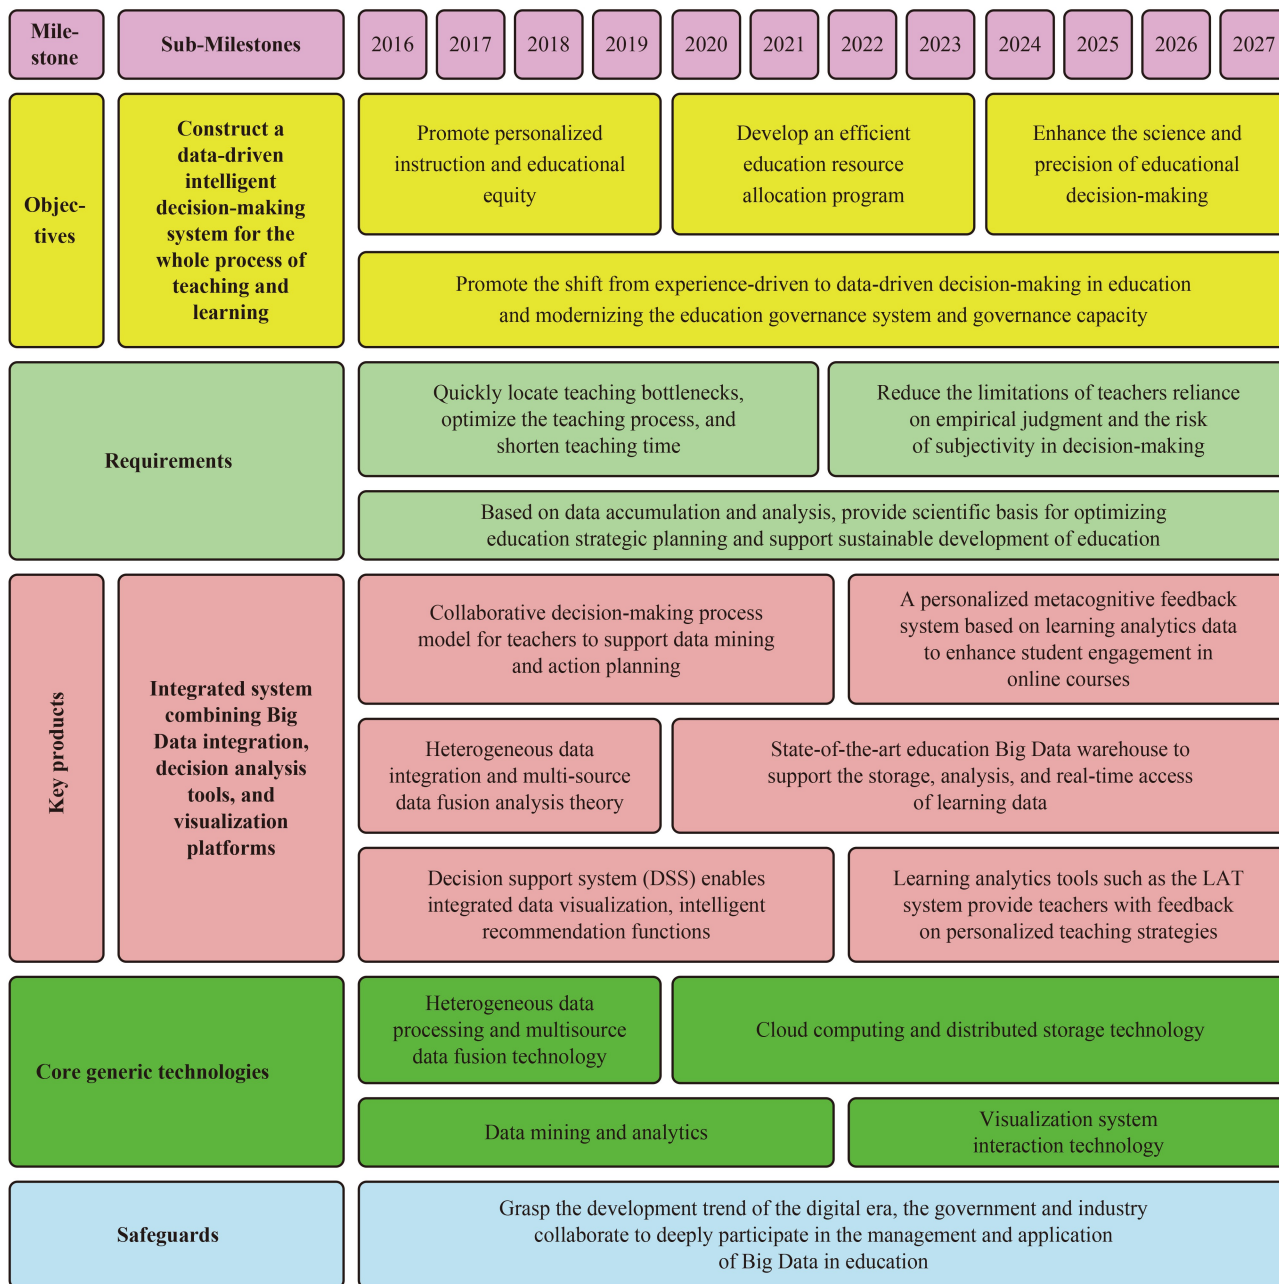 Mile-
stone
Sub-Milestones
2016
2017
2018
2019
2020
2021
2022
2023
2024
2025
2026
2027
Objec-
tives
Construct a
data-driven
intelligent
decision-making
system for the
whole process of
teaching and
learning
Promote personalized
instruction and educational
equity
Develop an efficient
education resource
allocation program
Enhance the science and
precision of educational
decision-making
Promote the shift from experience-driven to data-driven decision-making in education
and modernizing the education governance system and governance capacity
Requirements
Quickly locate teaching bottlenecks,
optimize the teaching process, and
shorten teaching time
Reduce the limitations of teachers reliance
on empirical judgment and the risk
of subjectivity in decision-making
Based on data accumulation and analysis, provide scientific basis for optimizing
education strategic planning and support sustainable development of education
Key products
Integrated system
combining Big
Data integration,
decision analysis
tools, and
visualization
platforms
Collaborative decision-making process
model for teachers to support data mining
and action planning
A personalized metacognitive feedback
system based on learning analytics data
to enhance student engagement in
online courses
Heterogeneous data
integration and multi-source
data fusion analysis theory
State-of-the-art education Big Data warehouse to
support the storage, analysis, and real-time access
of learning data
Decision support system (DSS) enables
integrated data visualization, intelligent
recommendation functions
Learning analytics tools such as the LAT
system provide teachers with feedback
on personalized teaching strategies
Core generic technologies
Heterogeneous data
processing and multisource
data fusion technology
Cloud computing and distributed storage technology
Data mining and analytics
Visualization system
interaction technology
Safeguards
Grasp the development trend of the digital era, the government and industry
collaborate to deeply participate in the management and application
of Big Data in education